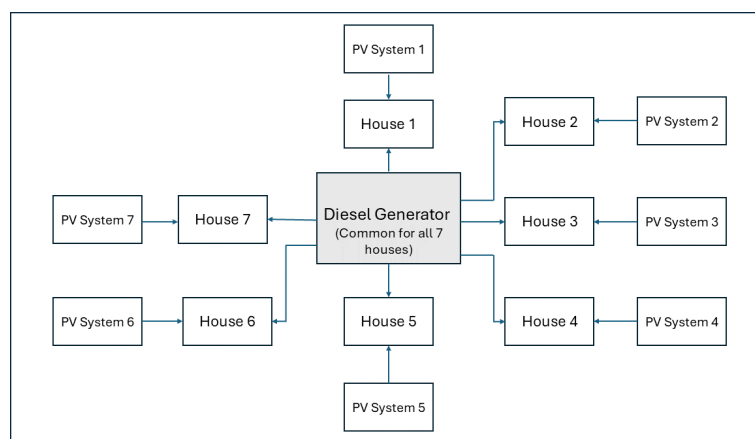 PV System 1
House 1
House 2
PV System 2
Diesel Generator
(Common for all 7
houses)
PV System 7
House 7
House 3
PV System 3
PV System 6
House 6
House 5
House 4
PV System 4
PV System 5